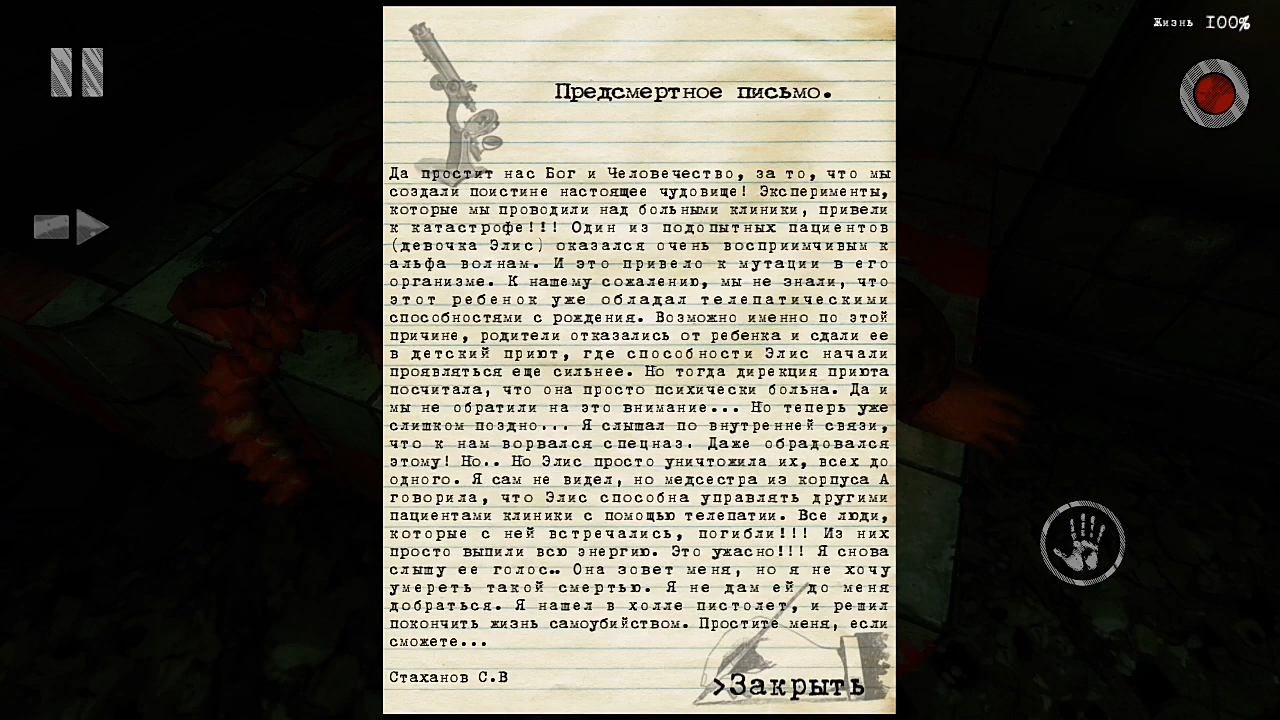 Жизнь 100%
Предсмертное письмо.
Да простит нас Бог и Человечество, за то, что мы
создали поистине настоящее чудовище! Эксперименты,
которые мы проводили над больными клиники, привели
к катастрофе!!! Один из подопытных пациентов
(девочка Элис) оказался очень восприимчивым к
альфа волнам. И это привело к мутации в его
организме. К нашему сожалению, мы не знали, что
этот ребенок уже обладал телепатическими
способностями с рождения. Возможно именно по этой
причине, родители отказались от ребенка и сдали ее
в детский приют, где способности Элис начали
проявляться еще сильнее. Но тогда дирекция приюта
посчитала, что она просто психически больна. Да и
мы не обратили на это внимание... Но теперь уже
слишком поздно... Я слышал по внутренней связи,
что к нам ворвался спецназ. Даже обрадовался
этому! Но.. Но Элис просто уничтожила их, всех до
одного. Я сам не видел, но медсестра из корпуса А
говорила, что Элис способна управлять другими
пациентами клиники с помощью телепатии. Все люди,
которые с ней встречались, погибли!!! Из них
просто выпили всю энергию. Это ужасно!!! Я снова
слышу ее голос.. Она зовет меня, но я не хочу
умереть такой смертью. Я не дам ей до меня
добраться. Я нашел в холле пистолет, и решил
покончить жизнь самоубийством. Простите меня, если
сможете...
Стаханов С.В
>Закрыть